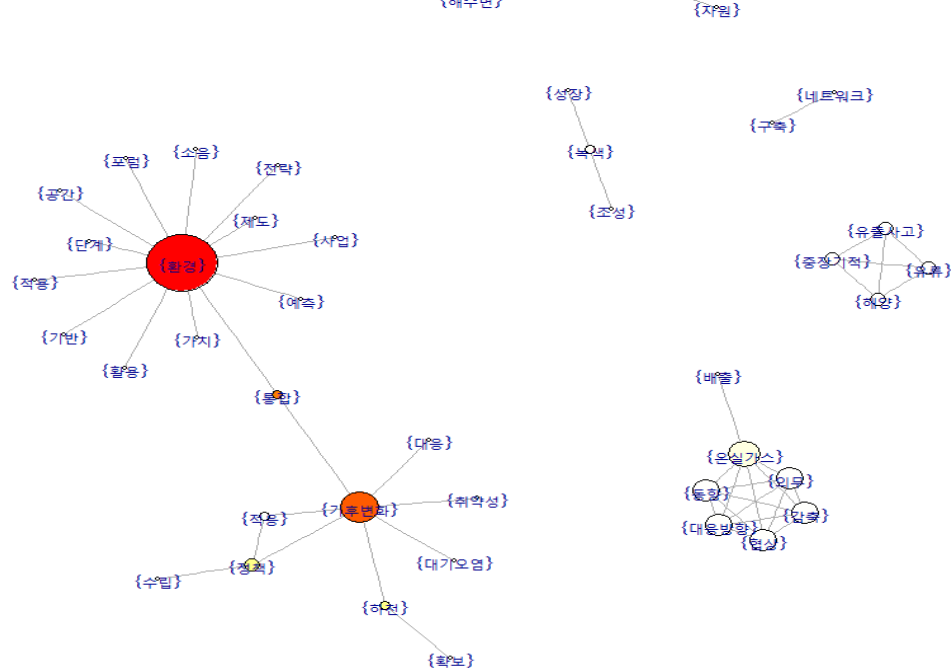 {해수면}
{자원}
{성장}
{네트워크}
{구축}
{녹색}
{조성}
{포럼}
{소음}
{전략}
{공간}
{제도}
{단계}
{사업}
{환경}
{적용}
{예측}
{기반}
{가치}
{활용}
{통합}
{유출사고}
{중장기적}
{유류}
{해양}
{배출}
{온실가스}
{의무}
{동향}
{감축}
{대응방향}
{협상}
{대응}
{취약성}
{기후변화}
{적응}
{대기오염}
{정책}
{수립}
{하천}
{확보}